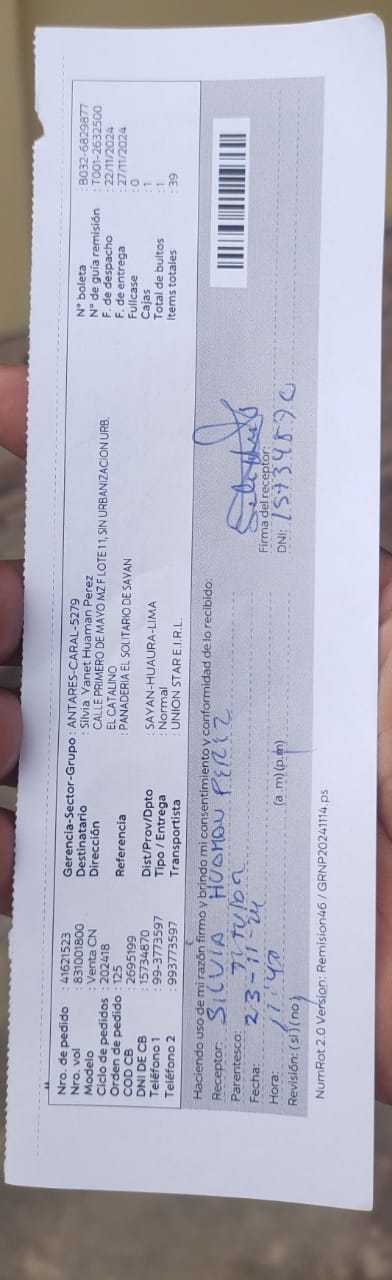 Nro. de pedido : 41621523
Nro. vol : 831001800
Modelo : Venta CN
Ciclo de pedidos : 202418
Orden de pedido : 125
COD CB : 2695199
DNI DE CB : 15734870
Teléfono 1 : 99-3773597
Teléfono 2 : 993773597
Gerencia-Sector-Grupo : ANTARES-CARAL-5279
Destinatario : Silvia Yanet Huaman Perez
Dirección : CALLE PRIMERO DE MAYO MZ F LOTE 11, SIN URBANIZACION URB.
EL CATALINO
Referencia : PANADERIA EL SOLITARIO DE SAYAN
Dist/Prov/Dpto : SAYAN-HUAURA-LIMA
Tipo / Entrega : Normal
Transportista : UNION STAR E.I.R.L.
N° boleta : B032-6829877
N° de guía remisión : T001-2632500
F. de despacho : 22/11/2024
F. de entrega : 27/11/2024
Fullcase : 0
Cajas : 1
Total de bultos : 1
Items totales : 39
Haciendo uso de mi razón firmo y brindo mi consentimiento y conformidad de lo recibido:
Receptor: SILVIA HUAMAN PEREZ
Parentesco: TITULAR
Fecha: 23-11-24
Hora: 11:40 (a.m)(p.m)
Revisión: (si)(no)
Firma del receptor:
DNI:
NumRot 2.0 Version: Remision46 / GRNP20241114.ps